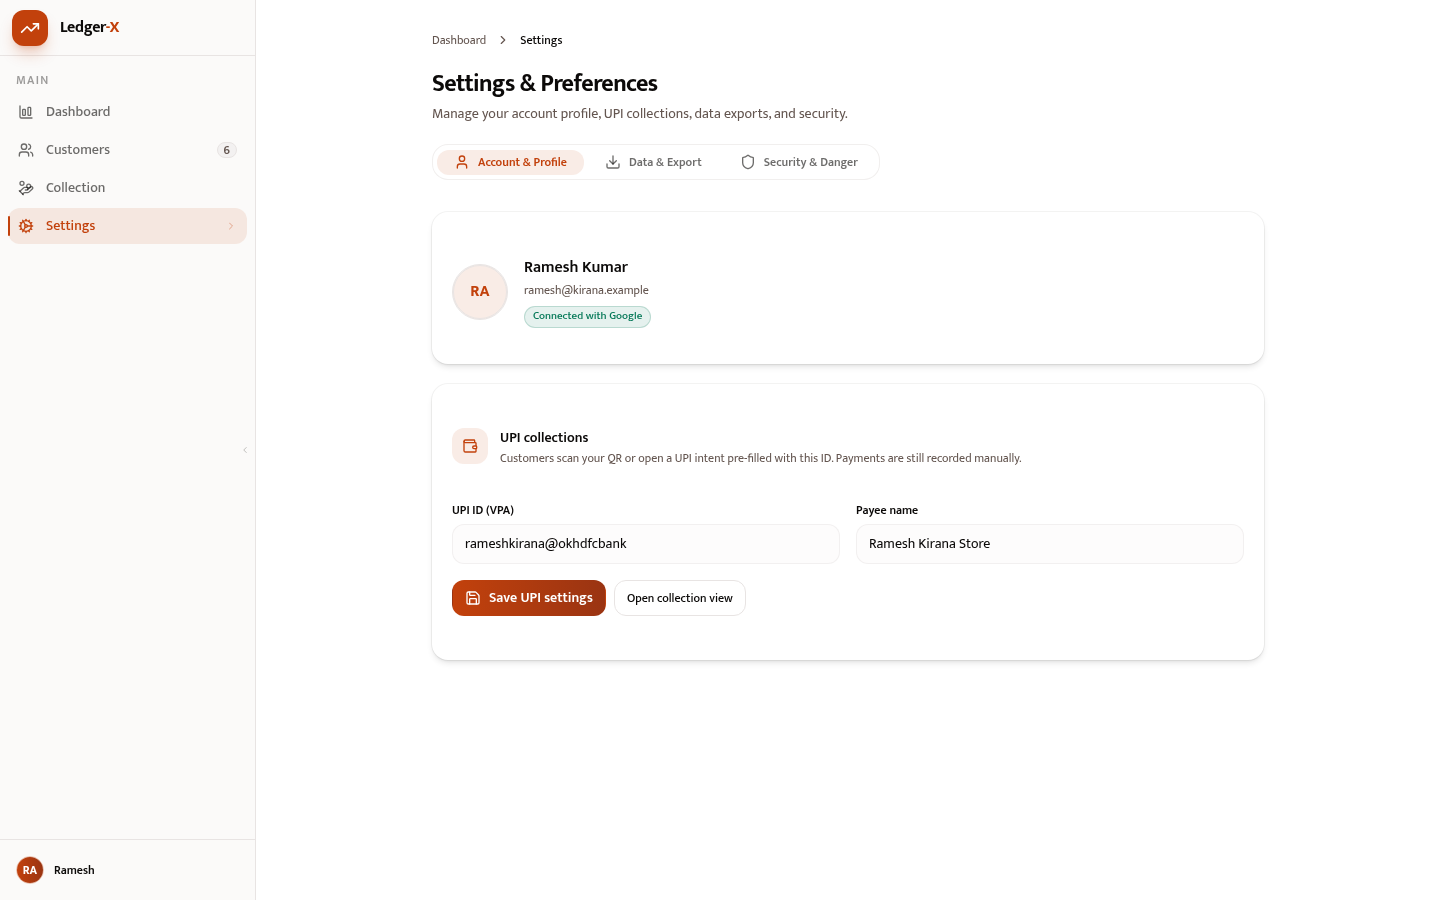 Ledger-X
MAIN
Dashboard
Customers 6
Collection
Settings
RA Ramesh
Dashboard > Settings
Settings & Preferences
Manage your account profile, UPI collections, data exports, and security.
Account & Profile Data & Export Security & Danger
RA
Ramesh Kumar
ramesh@kirana.example
Connected with Google
UPI collections
Customers scan your QR or open a UPI intent pre-filled with this ID. Payments are still recorded manually.
UPI ID (VPA) Payee name
rameshkirana@okhdfcbank Ramesh Kirana Store
Save UPI settings Open collection view